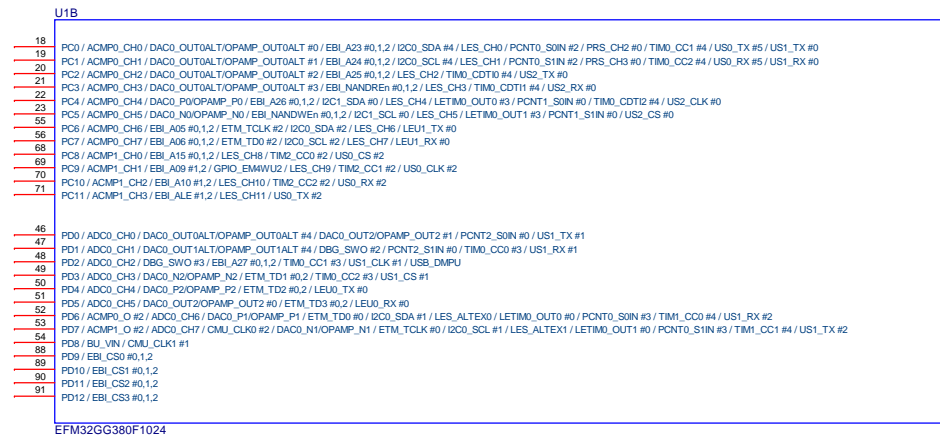 U1B
18 PC0 / ACMP0_CH0 / DAC0_OUT0ALT/OPAMP_OUT0ALT #0 / EBI_A23 #0,1,2 / I2C0_SDA #4 / LES_CH0 / PCNT0_S0IN #2 / PRS_CH2 #0 / TIM0_CC1 #4 / US0_TX #5 / US1_TX #0
19 PC1 / ACMP0_CH1 / DAC0_OUT0ALT/OPAMP_OUT0ALT #1 / EBI_A24 #0,1,2 / I2C0_SCL #4 / LES_CH1 / PCNT0_S1IN #2 / PRS_CH3 #0 / TIM0_CC2 #4 / US0_RX #5 / US1_RX #0
20 PC2 / ACMP0_CH2 / DAC0_OUT0ALT/OPAMP_OUT0ALT #2 / EBI_A25 #0,1,2 / LES_CH2 / TIM0_CDTI0 #4 / US2_TX #0
21 PC3 / ACMP0_CH3 / DAC0_OUT0ALT/OPAMP_OUT0ALT #3 / EBI_NANDREn #0,1,2 / LES_CH3 / TIM0_CDTI1 #4 / US2_RX #0
22 PC4 / ACMP0_CH4 / DAC0_P0/OPAMP_P0 / EBI_A26 #0,1,2 / I2C1_SDA #0 / LES_CH4 / LETIM0_OUT0 #3 / PCNT1_S0IN #0 / TIM0_CDTI2 #4 / US2_CLK #0
23 PC5 / ACMP0_CH5 / DAC0_N0/OPAMP_N0 / EBI_NANDWEn #0,1,2 / I2C1_SCL #0 / LES_CH5 / LETIM0_OUT1 #3 / PCNT1_S1IN #0 / US2_CS #0
55 PC6 / ACMP0_CH6 / EBI_A05 #0,1,2 / ETM_TCLK #2 / I2C0_SDA #2 / LES_CH6 / LEU1_TX #0
56 PC7 / ACMP0_CH7 / EBI_A06 #0,1,2 / ETM_TD0 #2 / I2C0_SCL #2 / LES_CH7 / LEU1_RX #0
68 PC8 / ACMP1_CH0 / EBI_A15 #0,1,2 / LES_CH8 / TIM2_CC0 #2 / US0_CS #2
69 PC9 / ACMP1_CH1 / EBI_A09 #1,2 / GPIO_EM4WU2 / LES_CH9 / TIM2_CC1 #2 / US0_CLK #2
70 PC10 / ACMP1_CH2 / EBI_A10 #1,2 / LES_CH10 / TIM2_CC2 #2 / US0_RX #2
71 PC11 / ACMP1_CH3 / EBI_ALE #1,2 / LES_CH11 / US0_TX #2
46 PD0 / ADC0_CH0 / DAC0_OUT0ALT/OPAMP_OUT0ALT #4 / DAC0_OUT2/OPAMP_OUT2 #1 / PCNT2_S0IN #0 / US1_TX #1
47 PD1 / ADC0_CH1 / DAC0_OUT1ALT/OPAMP_OUT1ALT #4 / DBG_SWO #2 / PCNT2_S1IN #0 / TIM0_CC0 #3 / US1_RX #1
48 PD2 / ADC0_CH2 / DBG_SWO #3 / EBI_A27 #0,1,2 / TIM0_CC1 #3 / US1_CLK #1 / USB_DMPU
49 PD3 / ADC0_CH3 / DAC0_N2/OPAMP_N2 / ETM_TD1 #0,2 / TIM0_CC2 #3 / US1_CS #1
50 PD4 / ADC0_CH4 / DAC0_P2/OPAMP_P2 / ETM_TD2 #0,2 / LEU0_TX #0
51 PD5 / ADC0_CH5 / DAC0_OUT2/OPAMP_OUT2 #0 / ETM_TD3 #0,2 / LEU0_RX #0
52 PD6 / ACMP0_O #2 / ADC0_CH6 / DAC0_P1/OPAMP_P1 / ETM_TD0 #0 / I2C0_SDA #1 / LES_ALTEX0 / LETIM0_OUT0 #0 / PCNT0_S0IN #3 / TIM1_CC0 #4 / US1_RX #2
53 PD7 / ACMP1_O #2 / ADC0_CH7 / CMU_CLK0 #2 / DAC0_N1/OPAMP_N1 / ETM_TCLK #0 / I2C0_SCL #1 / LES_ALTEX1 / LETIM0_OUT1 #0 / PCNT0_S1IN #3 / TIM1_CC1 #4 / US1_TX #2
54 PD8 / BU_VIN / CMU_CLK1 #1
88 PD9 / EBI_CS0 #0,1,2
89 PD10 / EBI_CS1 #0,1,2
90 PD11 / EBI_CS2 #0,1,2
91 PD12 / EBI_CS3 #0,1,2
EFM32GG380F1024